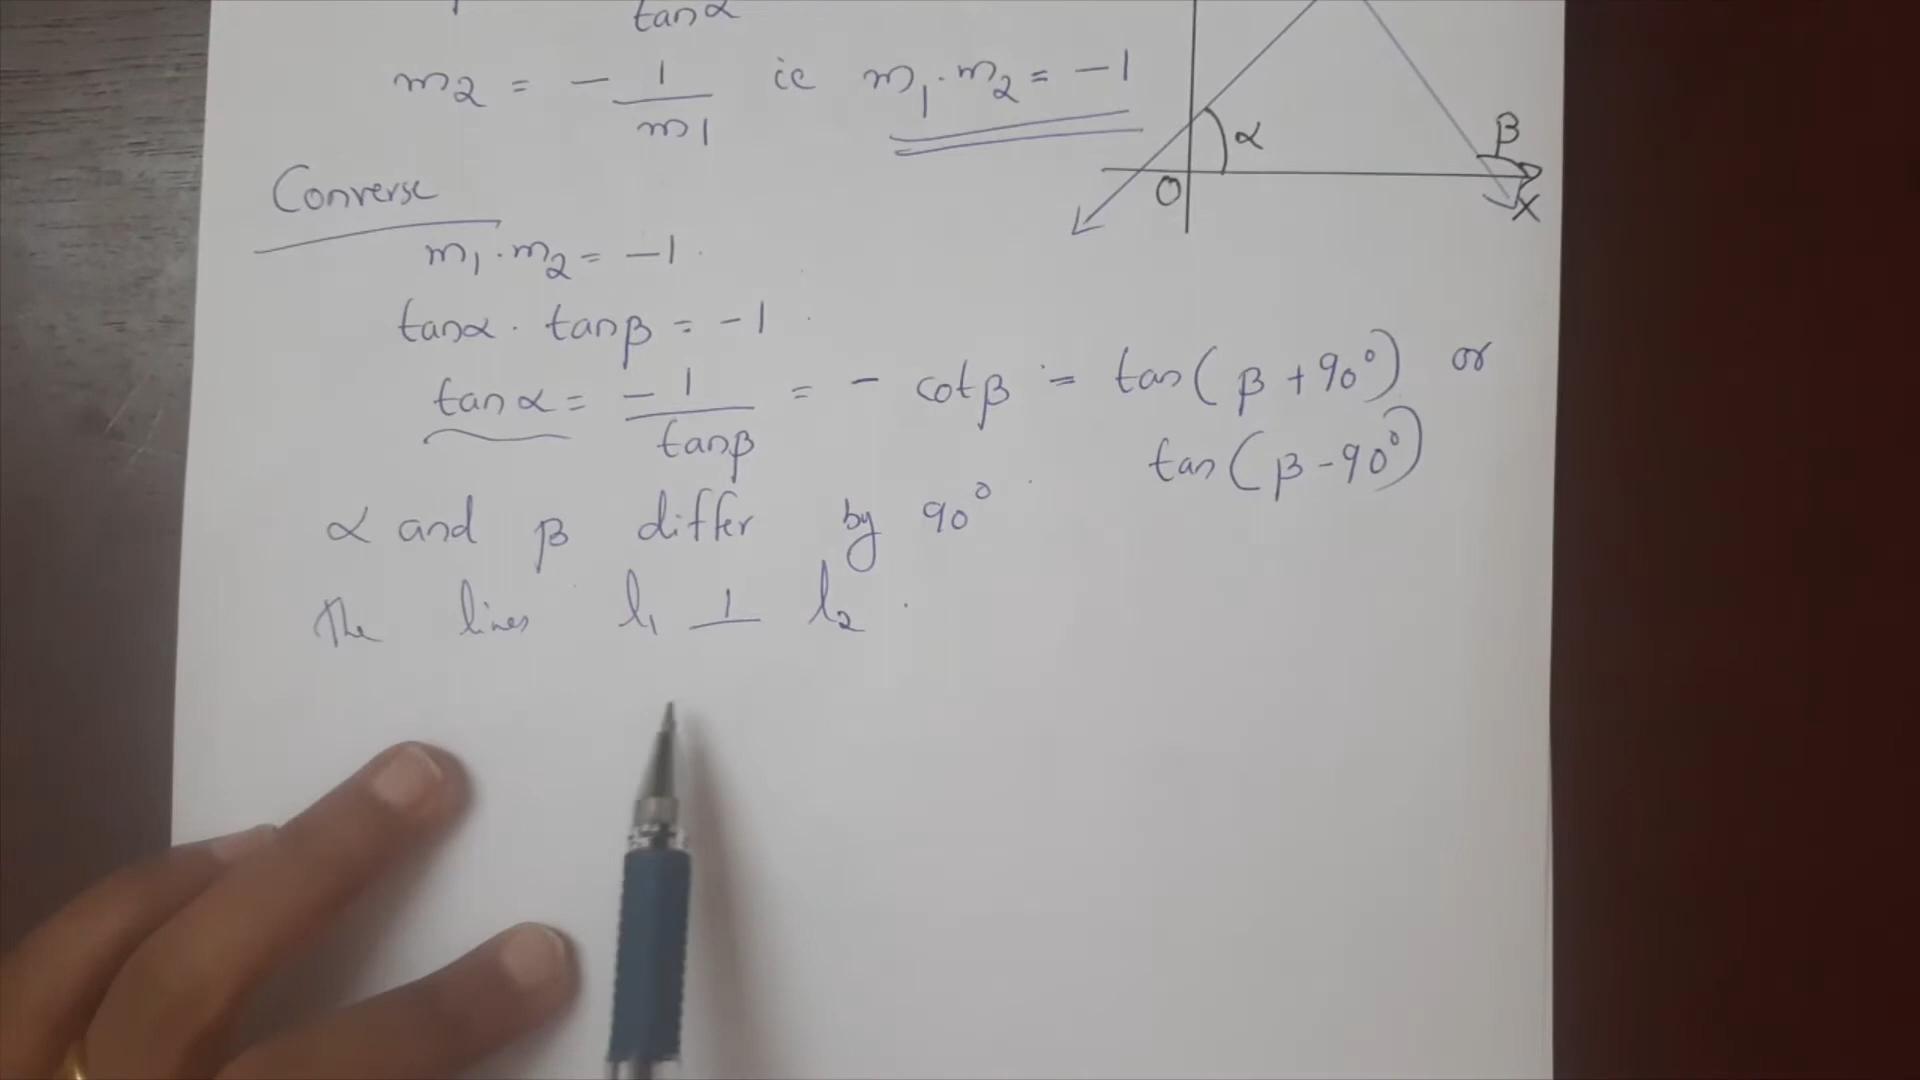 tanα
m2 = - 1/m1 ie m₁.m₂ = -1
β
α
O
X
Converse
m₁.m₂ = -1.
tanα. tanβ = -1.
tanα = -1/tanβ = - cotβ = tan(β+90°) or
tan(β-90°)
α and β differ by 90°
The lines l₁ ⊥ l₂.